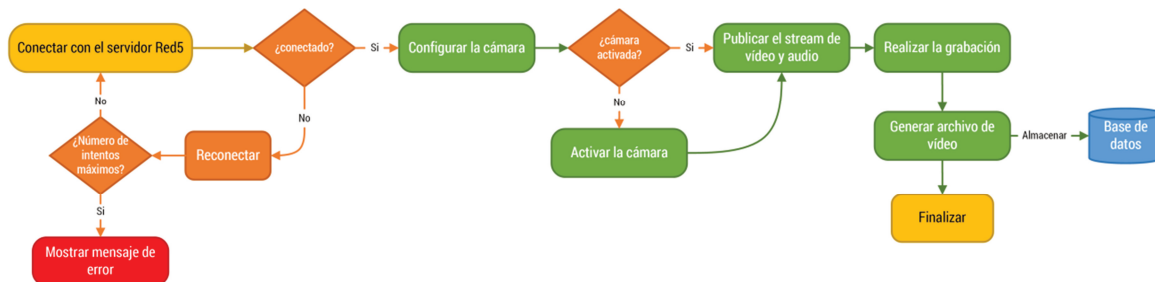 Conectar con el servidor Red5
¿conectado?
Si
Configurar la cámara
¿cámara
activada?
Si
Publicar el stream de
vídeo y audio
Realizar la grabación
No
No
No
¿Número de
intentos
máximos?
Reconectar
Activar la cámara
Generar archivo de
vídeo
Almacenar
Base de
datos
Si
Mostrar mensaje de
error
Finalizar